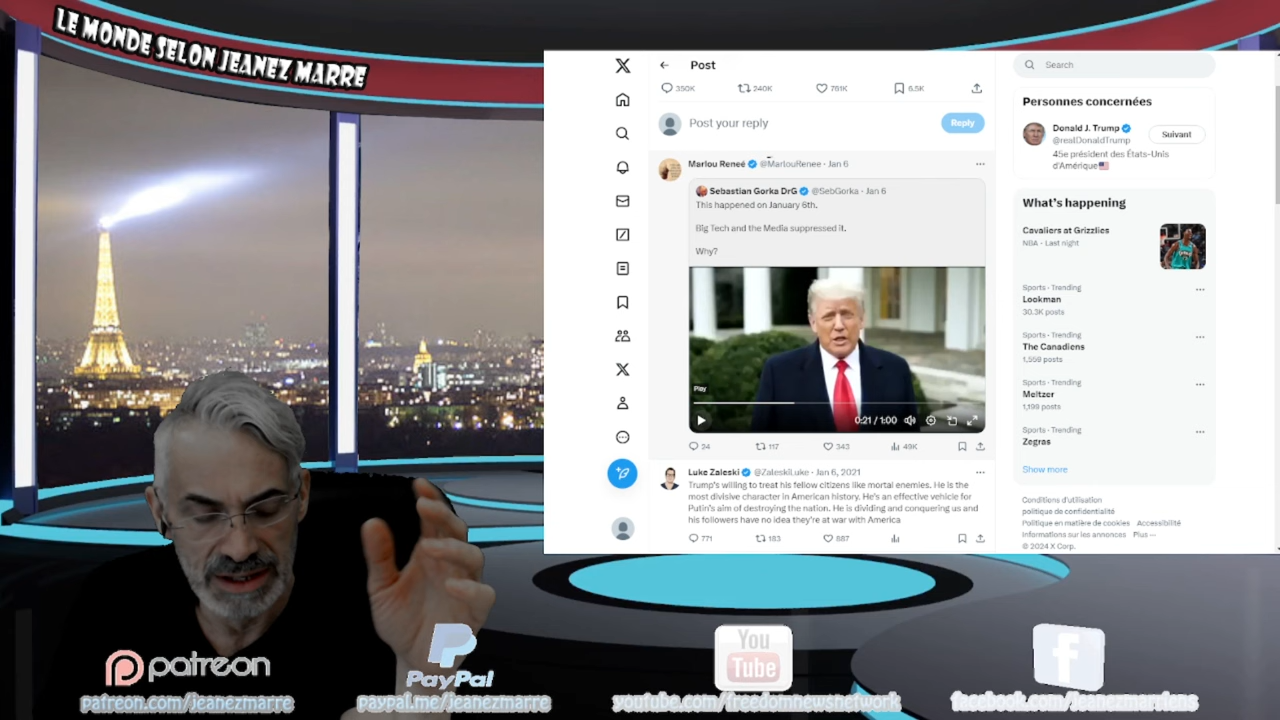 LE MONDE SELON JEANEZ MARRE
Post
Search
350K
240K
781K
6.5K
Post your reply
Reply
Personnes concernées
Donald J. Trump
@realDonaldTrump
Suivant
45e président des États-Unis
d'Amérique
Marlou Reneé @MarlouRenee · Jan 6
Sebastian Gorka DrG @SebGorka · Jan 6
This happened on January 6th.
Big Tech and the Media suppressed it.
Why?
Play
0:21 / 1:00
24
117
343
49K
Luke Zaleski @ZaleskiLuke · Jan 6, 2021
Trump's willing to treat his fellow citizens like mortal enemies. He is the
most divisive character in American history. He's an effective vehicle for
Putin's aim of destroying the nation. He is dividing and conquering us and
his followers have no idea they're at war with America
771
183
887
What's happening
Cavaliers at Grizzlies
NBA · Last night
Sports · Trending
Lookman
30.3K posts
Sports · Trending
The Canadiens
1,558 posts
Sports · Trending
Meltzer
1,199 posts
Sports · Trending
Zegras
Show more
Conditions d'utilisation
politique de confidentialité
Politique en matière de cookies Accessibilité
Informations sur les annonces Plus —
© 2024 X Corp.
patreon
patreon.com/jeanezmarre
PayPal
paypal.me/jeanezmarre
You
Tube
youtube.com/freedomnewsnetwork
f